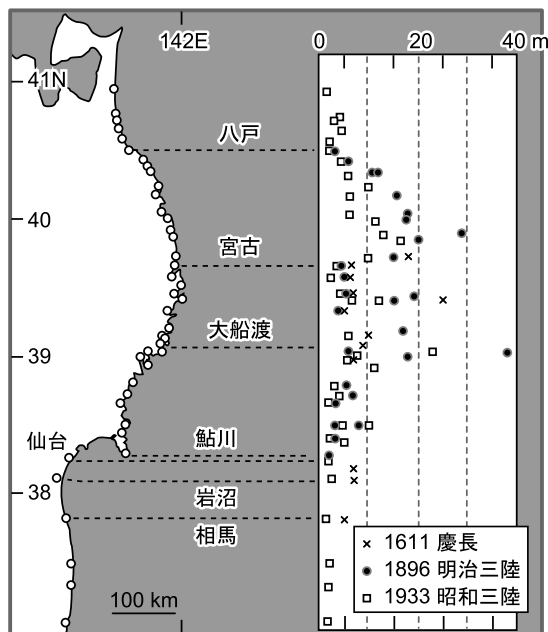 142E
0 20 40 m
41N
八戸
40
宮古
大船渡
39
仙台
鮎川
38
岩沼
相馬
1611 慶長
1896 明治三陸
1933 昭和三陸
100 km